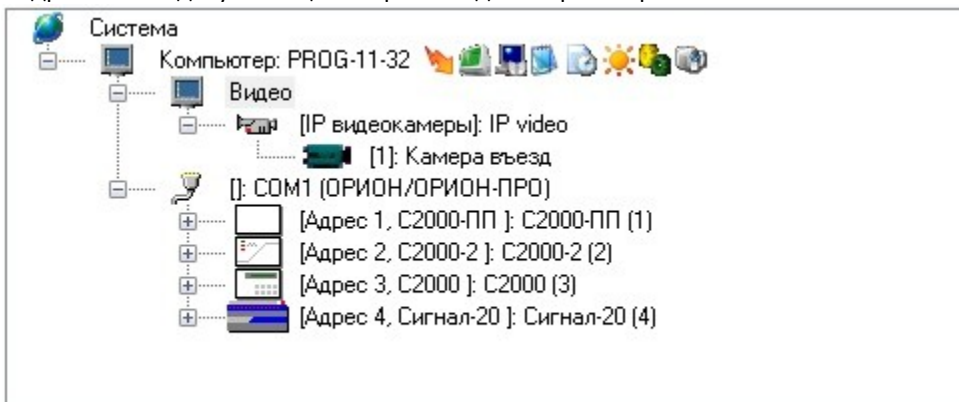 Система
Компьютер: PROG-11-32
Видео
[IP видеокамеры]: IP video
[1]: Камера въезд
[]: COM1 (ОРИОН/ОРИОН-ПРО)
[Адрес 1, С2000-ПП ]: С2000-ПП (1)
[Адрес 2, С2000-2 ]: С2000-2 (2)
[Адрес 3, С2000 ]: С2000 (3)
[Адрес 4, Сигнал-20 ]: Сигнал-20 (4)